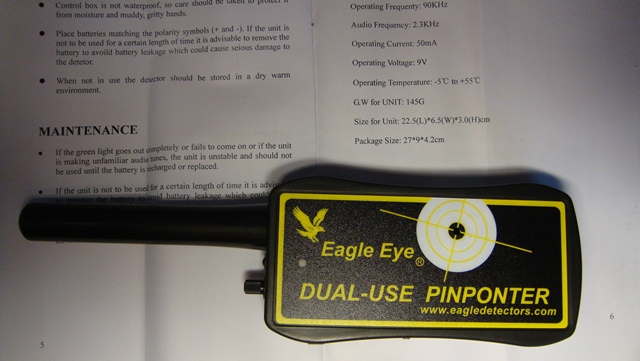 ● Control box is not waterproof, so care should be taken to protect it
from moisture and muddy, gritty hands.
● Place batteries matching the polarity symbols (+ and -). If the unit is
not to be used for a certain length of time it is advisable to remove the
battery to avoild battery leakage which could cause seious damage to
the detetor.
● When not in use the detector should be stored in a dry warm
environment.
MAINTENANCE
● If the green light goes out completely or fails to come on or if the unit
is making unfamiliar audio tunes, the unit is unstable and should not
be used until the battery is recharged or replaced.
● If the unit is not to be used for a certain length of time it
battery leakage which
5
Operating Frequenty: 90KHz
Audio Frequency: 2.3KHz
Operating Current: 50mA
Operating Voltage: 9V
Operating Temperature: -5℃ to +55℃
G.W for UNIT: 145G
Size for Unit: 22.5(L)*6.5(W)*3.0(H)cm
Package Size: 27*9*4.2cm
6
Eagle Eye®
DUAL-USE PINPONTER
www.eagledetectors.com